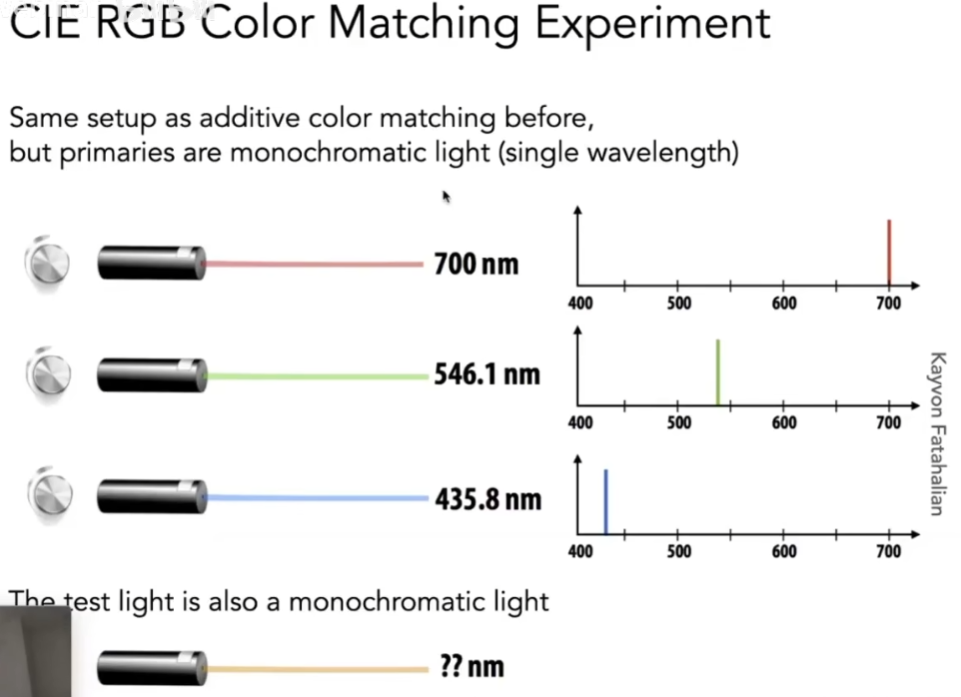 CIE RGB Color Matching Experiment
Same setup as additive color matching before,
but primaries are monochromatic light (single wavelength)
700 nm
400 500 600 700
546.1 nm
400 500 600 700
435.8 nm
400 500 600 700
Kayvon Fatahalian
The test light is also a monochromatic light
?? nm